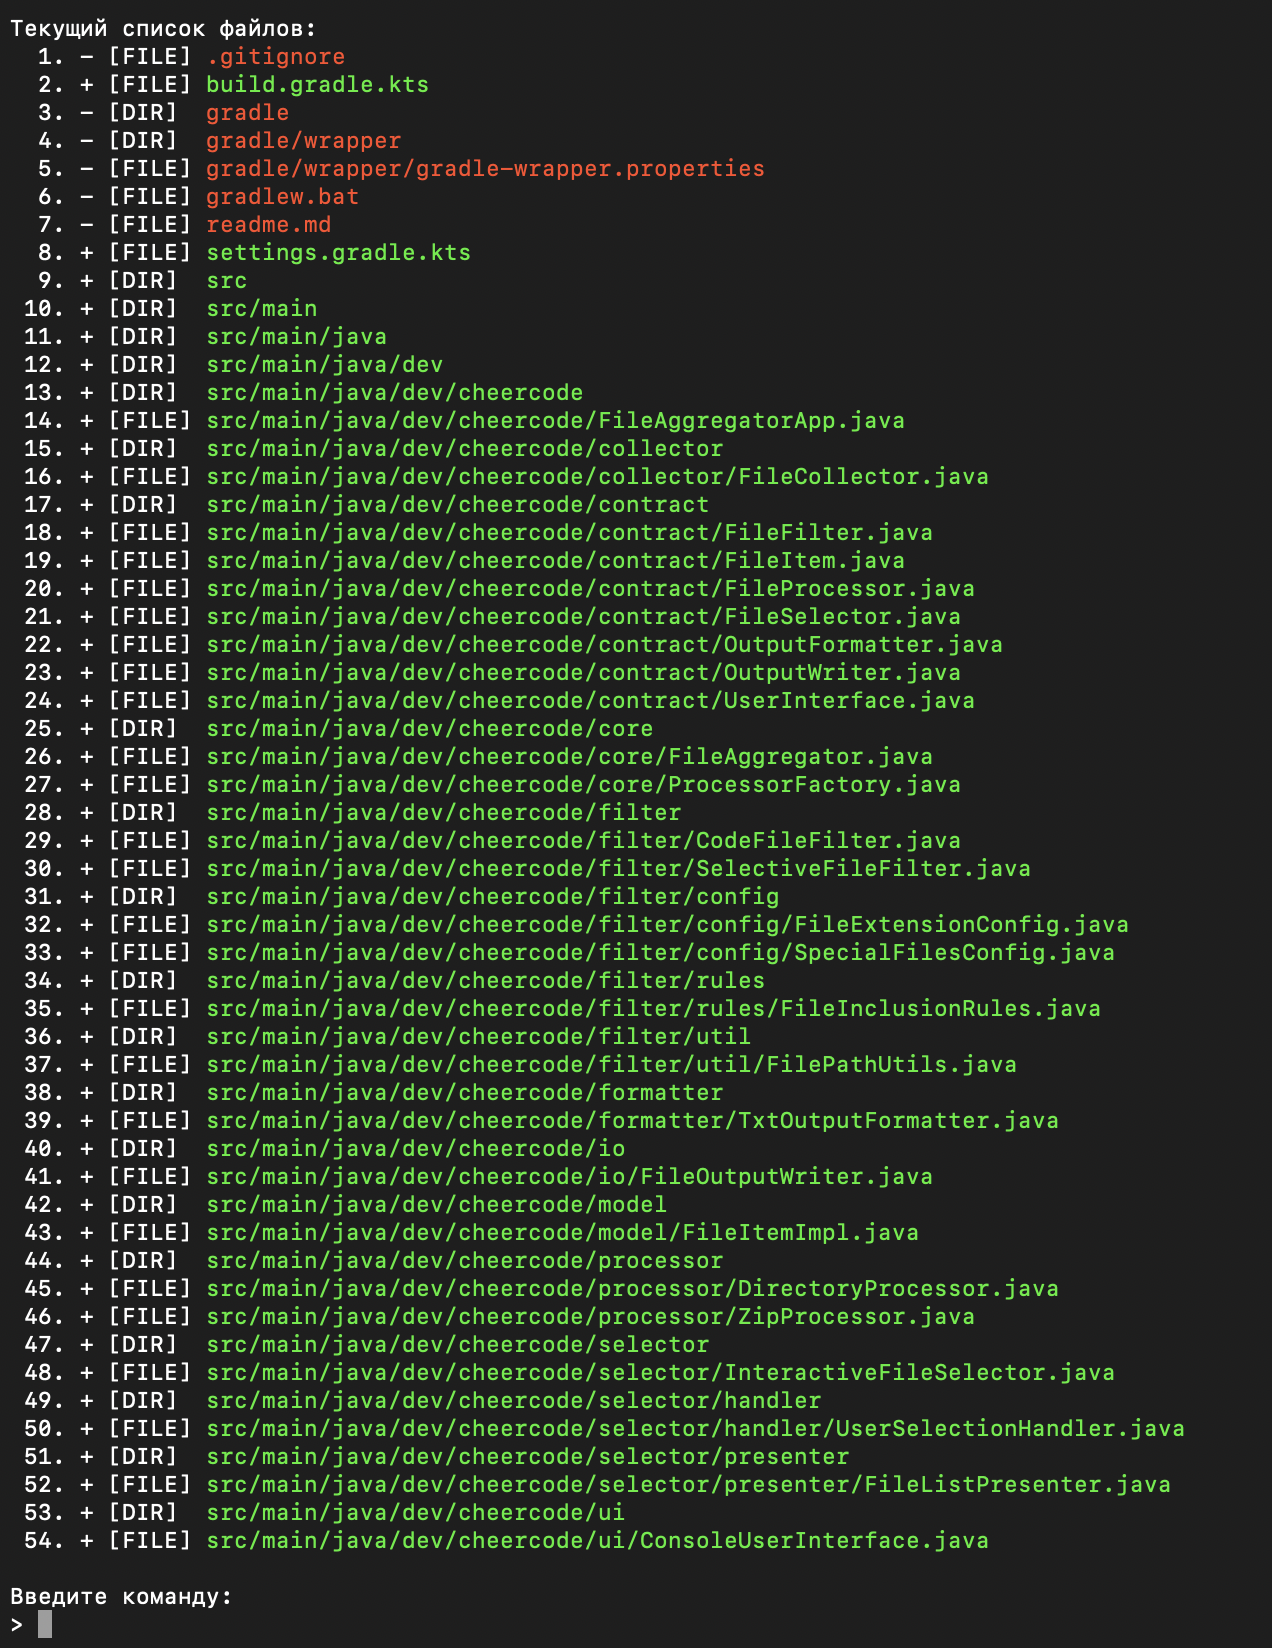 Текущий список файлов:
1. − [FILE] .gitignore
2. + [FILE] build.gradle.kts
3. − [DIR] gradle
4. − [DIR] gradle/wrapper
5. − [FILE] gradle/wrapper/gradle-wrapper.properties
6. − [FILE] gradlew.bat
7. − [FILE] readme.md
8. + [FILE] settings.gradle.kts
9. + [DIR] src
10. + [DIR] src/main
11. + [DIR] src/main/java
12. + [DIR] src/main/java/dev
13. + [DIR] src/main/java/dev/cheercode
14. + [FILE] src/main/java/dev/cheercode/FileAggregatorApp.java
15. + [DIR] src/main/java/dev/cheercode/collector
16. + [FILE] src/main/java/dev/cheercode/collector/FileCollector.java
17. + [DIR] src/main/java/dev/cheercode/contract
18. + [FILE] src/main/java/dev/cheercode/contract/FileFilter.java
19. + [FILE] src/main/java/dev/cheercode/contract/FileItem.java
20. + [FILE] src/main/java/dev/cheercode/contract/FileProcessor.java
21. + [FILE] src/main/java/dev/cheercode/contract/FileSelector.java
22. + [FILE] src/main/java/dev/cheercode/contract/OutputFormatter.java
23. + [FILE] src/main/java/dev/cheercode/contract/OutputWriter.java
24. + [FILE] src/main/java/dev/cheercode/contract/UserInterface.java
25. + [DIR] src/main/java/dev/cheercode/core
26. + [FILE] src/main/java/dev/cheercode/core/FileAggregator.java
27. + [FILE] src/main/java/dev/cheercode/core/ProcessorFactory.java
28. + [DIR] src/main/java/dev/cheercode/filter
29. + [FILE] src/main/java/dev/cheercode/filter/CodeFileFilter.java
30. + [FILE] src/main/java/dev/cheercode/filter/SelectiveFileFilter.java
31. + [DIR] src/main/java/dev/cheercode/filter/config
32. + [FILE] src/main/java/dev/cheercode/filter/config/FileExtensionConfig.java
33. + [FILE] src/main/java/dev/cheercode/filter/config/SpecialFilesConfig.java
34. + [DIR] src/main/java/dev/cheercode/filter/rules
35. + [FILE] src/main/java/dev/cheercode/filter/rules/FileInclusionRules.java
36. + [DIR] src/main/java/dev/cheercode/filter/util
37. + [FILE] src/main/java/dev/cheercode/filter/util/FilePathUtils.java
38. + [DIR] src/main/java/dev/cheercode/formatter
39. + [FILE] src/main/java/dev/cheercode/formatter/TxtOutputFormatter.java
40. + [DIR] src/main/java/dev/cheercode/io
41. + [FILE] src/main/java/dev/cheercode/io/FileOutputWriter.java
42. + [DIR] src/main/java/dev/cheercode/model
43. + [FILE] src/main/java/dev/cheercode/model/FileItemImpl.java
44. + [DIR] src/main/java/dev/cheercode/processor
45. + [FILE] src/main/java/dev/cheercode/processor/DirectoryProcessor.java
46. + [FILE] src/main/java/dev/cheercode/processor/ZipProcessor.java
47. + [DIR] src/main/java/dev/cheercode/selector
48. + [FILE] src/main/java/dev/cheercode/selector/InteractiveFileSelector.java
49. + [DIR] src/main/java/dev/cheercode/selector/handler
50. + [FILE] src/main/java/dev/cheercode/selector/handler/UserSelectionHandler.java
51. + [DIR] src/main/java/dev/cheercode/selector/presenter
52. + [FILE] src/main/java/dev/cheercode/selector/presenter/FileListPresenter.java
53. + [DIR] src/main/java/dev/cheercode/ui
54. + [FILE] src/main/java/dev/cheercode/ui/ConsoleUserInterface.java
Введите команду:
>